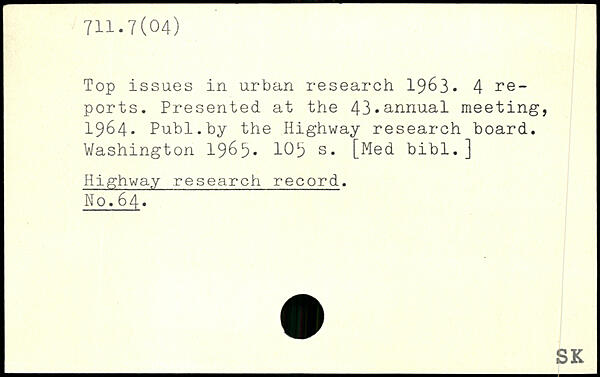 711.7(04)
Top issues in urban research 1963. 4 re-
ports. Presented at the 43.annual meeting,
1964. Publ.by the Highway research board.
Washington 1965. 105 s. [Med bibl.]
Highway research record.
No.64.
SK